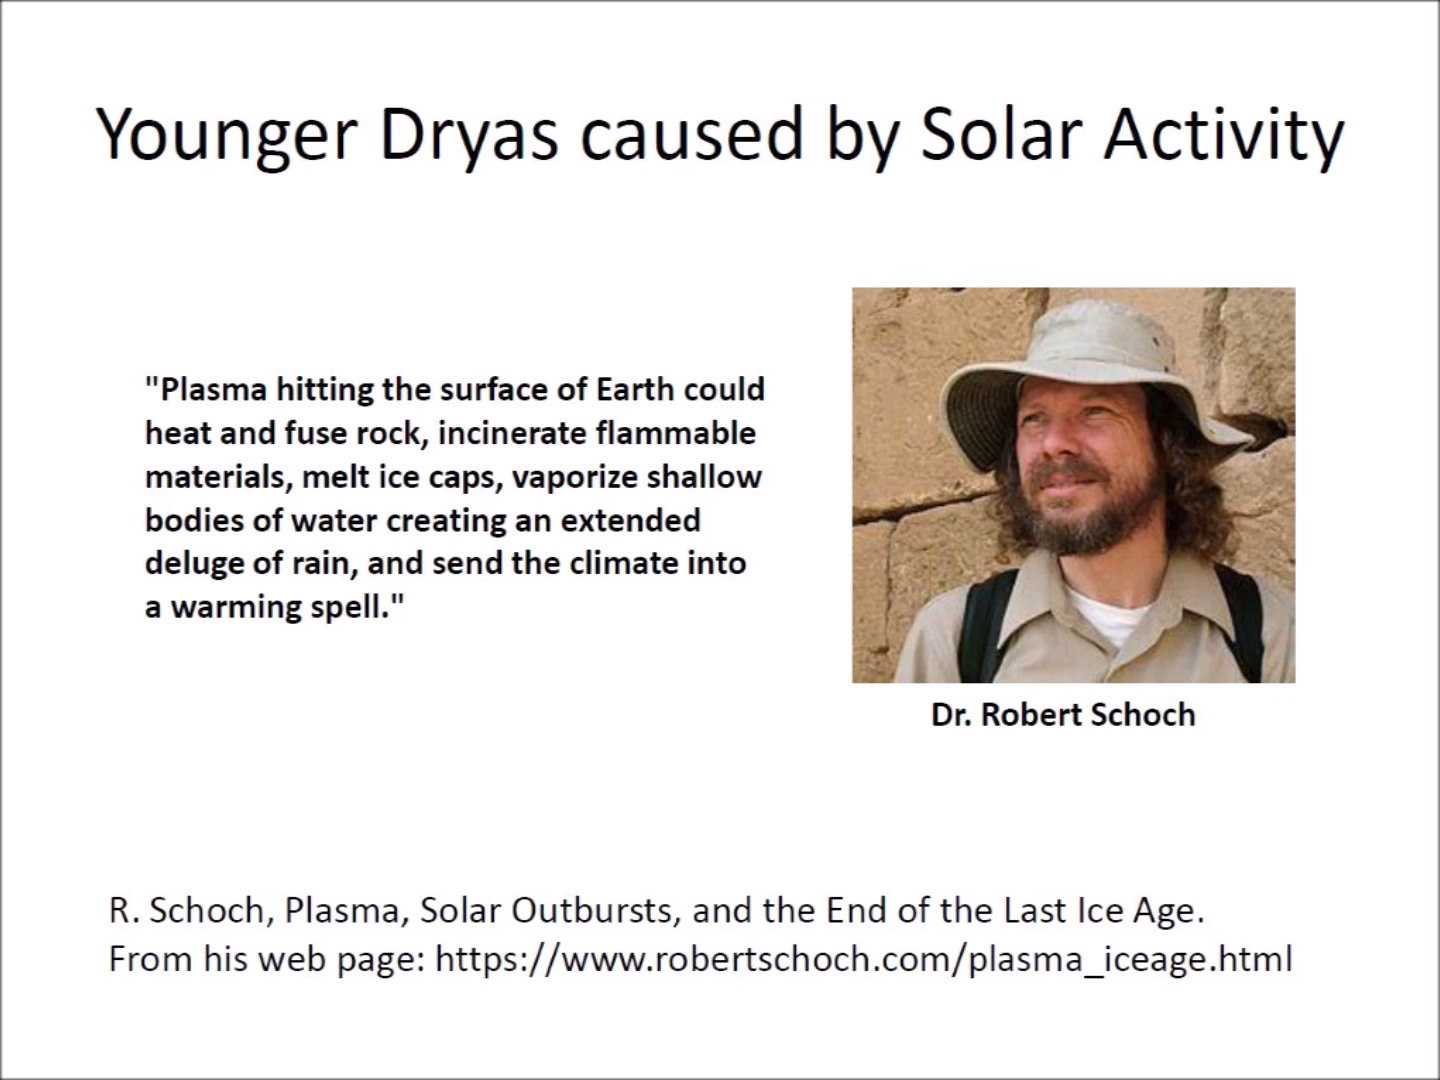 Younger Dryas caused by Solar Activity
"Plasma hitting the surface of Earth could
heat and fuse rock, incinerate flammable
materials, melt ice caps, vaporize shallow
bodies of water creating an extended
deluge of rain, and send the climate into
a warming spell."
Dr. Robert Schoch
R. Schoch, Plasma, Solar Outbursts, and the End of the Last Ice Age.
From his web page: https://www.robertschoch.com/plasma_iceage.html